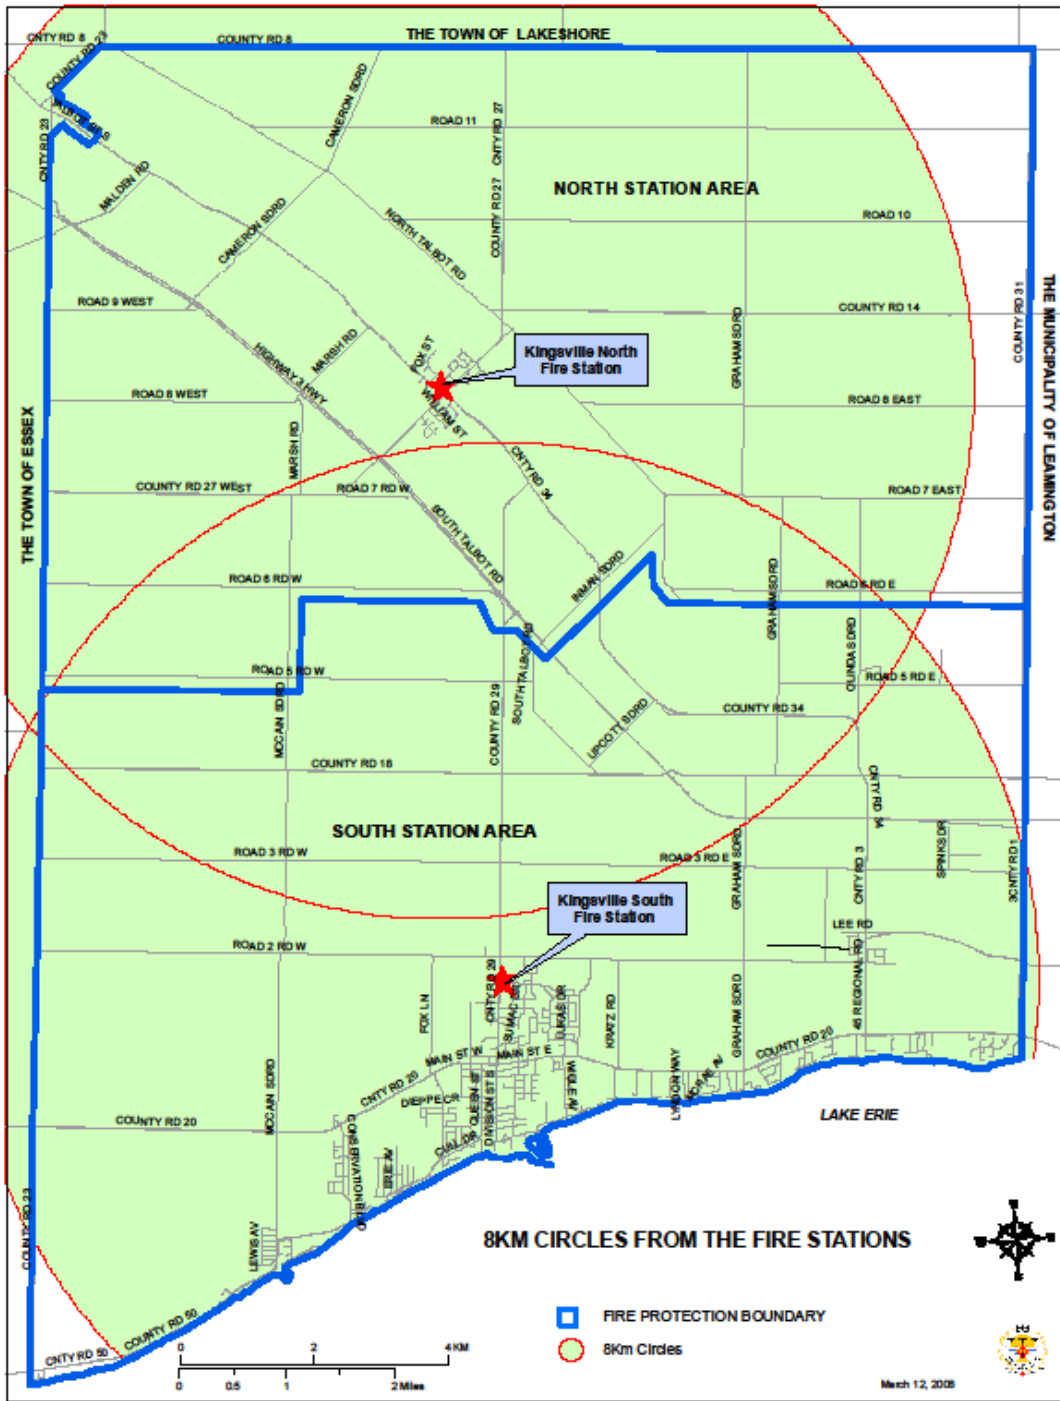 THE TOWN OF LAKESHORE
CNTY RD 8
COUNTY RD 23
COUNTY RD 8
CNTY RD 23
MALDEN RD
CAMERON SDRD
CAMERON SDRD
ROAD 11
CNTY RD 27
COUNTY RD 27
NORTH STATION AREA
ROAD 10
NORTH TALBOT RD
ROAD 9 WEST
COUNTY RD 14
COUNTY RD 31
THE MUNICIPALITY OF LEAMINGTON
GRAHAM SDRD
HIGHWAY 3 HWY
MARSH RD
FOX ST
Kingsville North
Fire Station
WILLIAM ST
ROAD 8 WEST
ROAD 8 EAST
THE TOWN OF ESSEX
MARSH RD
CNTY RD 34
COUNTY RD 27 WEST
ROAD 7 RD W
ROAD 7 EAST
SOUTH TALBOT RD
INMAN SDRD
ROAD 6 RD W
ROAD 6 RD E
GRAHAM SDRD
SOUTH TALBOT RD
ROAD 5 RD W
ROAD 5 RD E
MCCAIN SDRD
COUNTY RD 29
UPCOTT SDRD
COUNTY RD 34
COUNTY RD 18
CNTY RD 34
SOUTH STATION AREA
ROAD 3 RD W
ROAD 3 RD E
GRAHAM SDRD
CNTY RD 3
SPINKS DR
3CNTY RD 1
Kingsville South
Fire Station
LEE RD
ROAD 2 RD W
FOX LN
CNTY RD 29
SUMAC DR
LUKAS DR
KRATZ RD
GRAHAM SDRD
45 REGIONAL RD
COUNTY RD 20
MAIN ST W
MAIN ST E
CNTY RD 20
DIEPPE CR
QUEEN ST
DIVISION ST S
WIGLE AV
LYNDON WAY
MCRAE AV
LAKE ERIE
MCCAIN SDRD
COUNTY RD 20
CULL DR
ERIE AV
COUNTY RD 23
LEWIS AV
8KM CIRCLES FROM THE FIRE STATIONS
FIRE PROTECTION BOUNDARY
8Km Circles
CNTY RD 50
COUNTY RD 50
0 2 4 KM
0 0.5 1 2 Miles
March 12, 2008